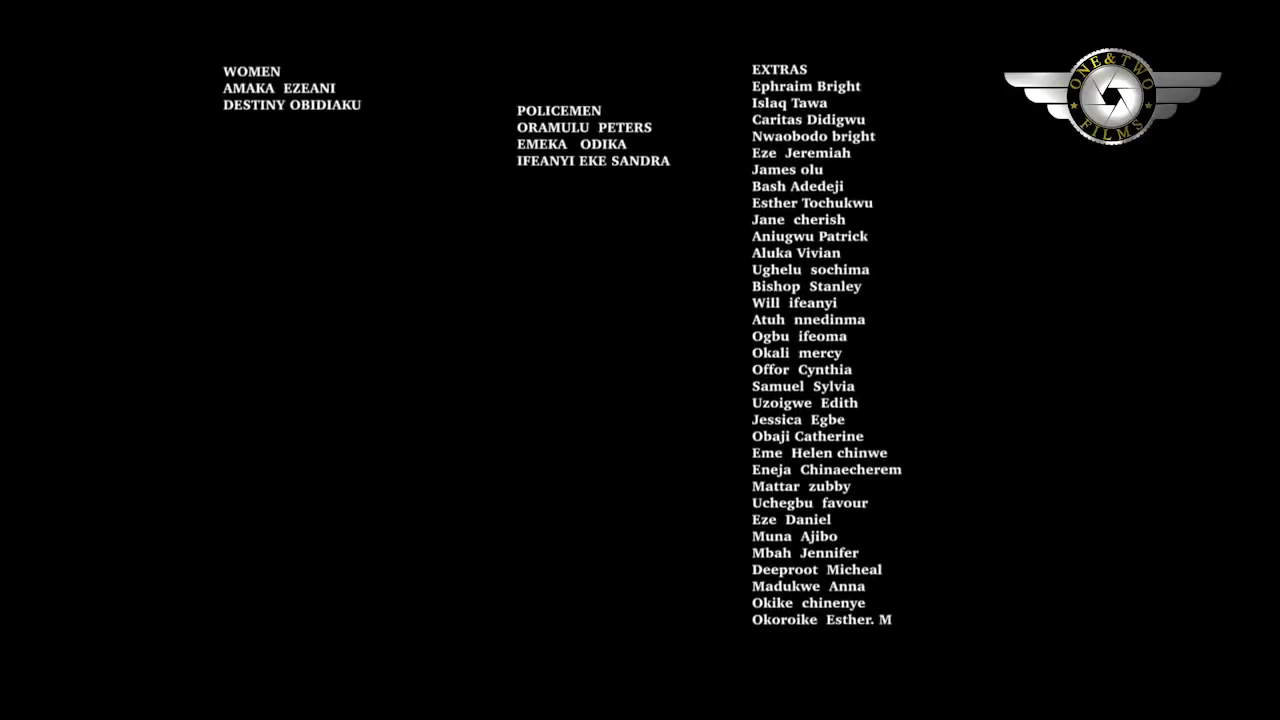 WOMEN
AMAKA EZEANI
DESTINY OBIDIAKU
POLICEMEN
ORAMULU PETERS
EMEKA ODIKA
IFEANYI EKE SANDRA
EXTRAS
Ephraim Bright
Islaq Tawa
Caritas Didigwu
Nwaobodo bright
Eze Jeremiah
James olu
Bash Adedeji
Esther Tochukwu
Jane cherish
Aniugwu Patrick
Aluka Vivian
Ughelu sochima
Bishop Stanley
Will ifeanyi
Atuh nnedinma
Ogbu ifeoma
Okali mercy
Offor Cynthia
Samuel Sylvia
Uzoigwe Edith
Jessica Egbe
Obaji Catherine
Eme Helen chinwe
Eneja Chinaecherem
Mattar zubby
Uchegbu favour
Eze Daniel
Muna Ajibo
Mbah Jennifer
Deeproot Micheal
Madukwe Anna
Okike chinenye
Okoroike Esther. M
ONE&TWO
FILMS